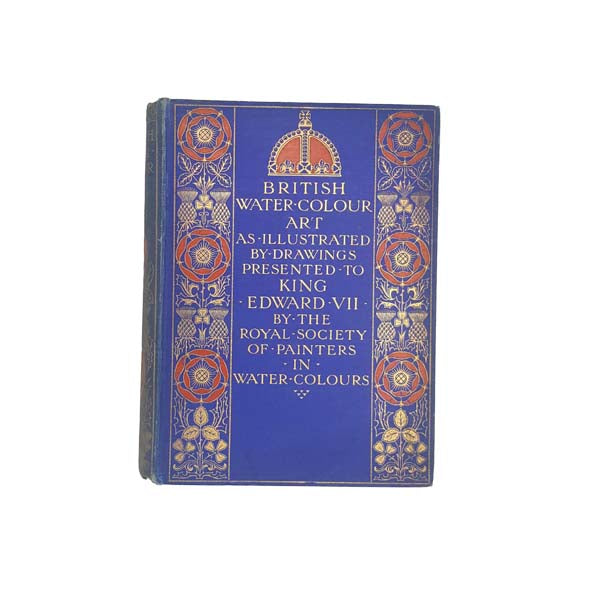 BRITISH
WATER·COLOUR
ART
AS·ILLUSTRATED
BY·DRAWINGS
PRESENTED·TO
KING
·EDWARD·VII·
BY·THE
ROYAL·SOCIETY
OF·PAINTERS
·IN·
WATER·COLOURS